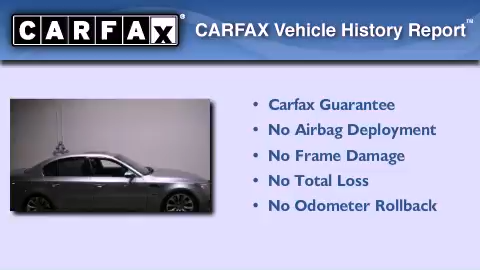 CARFAX®
CARFAX Vehicle History Report™
• Carfax Guarantee
• No Airbag Deployment
• No Frame Damage
• No Total Loss
• No Odometer Rollback